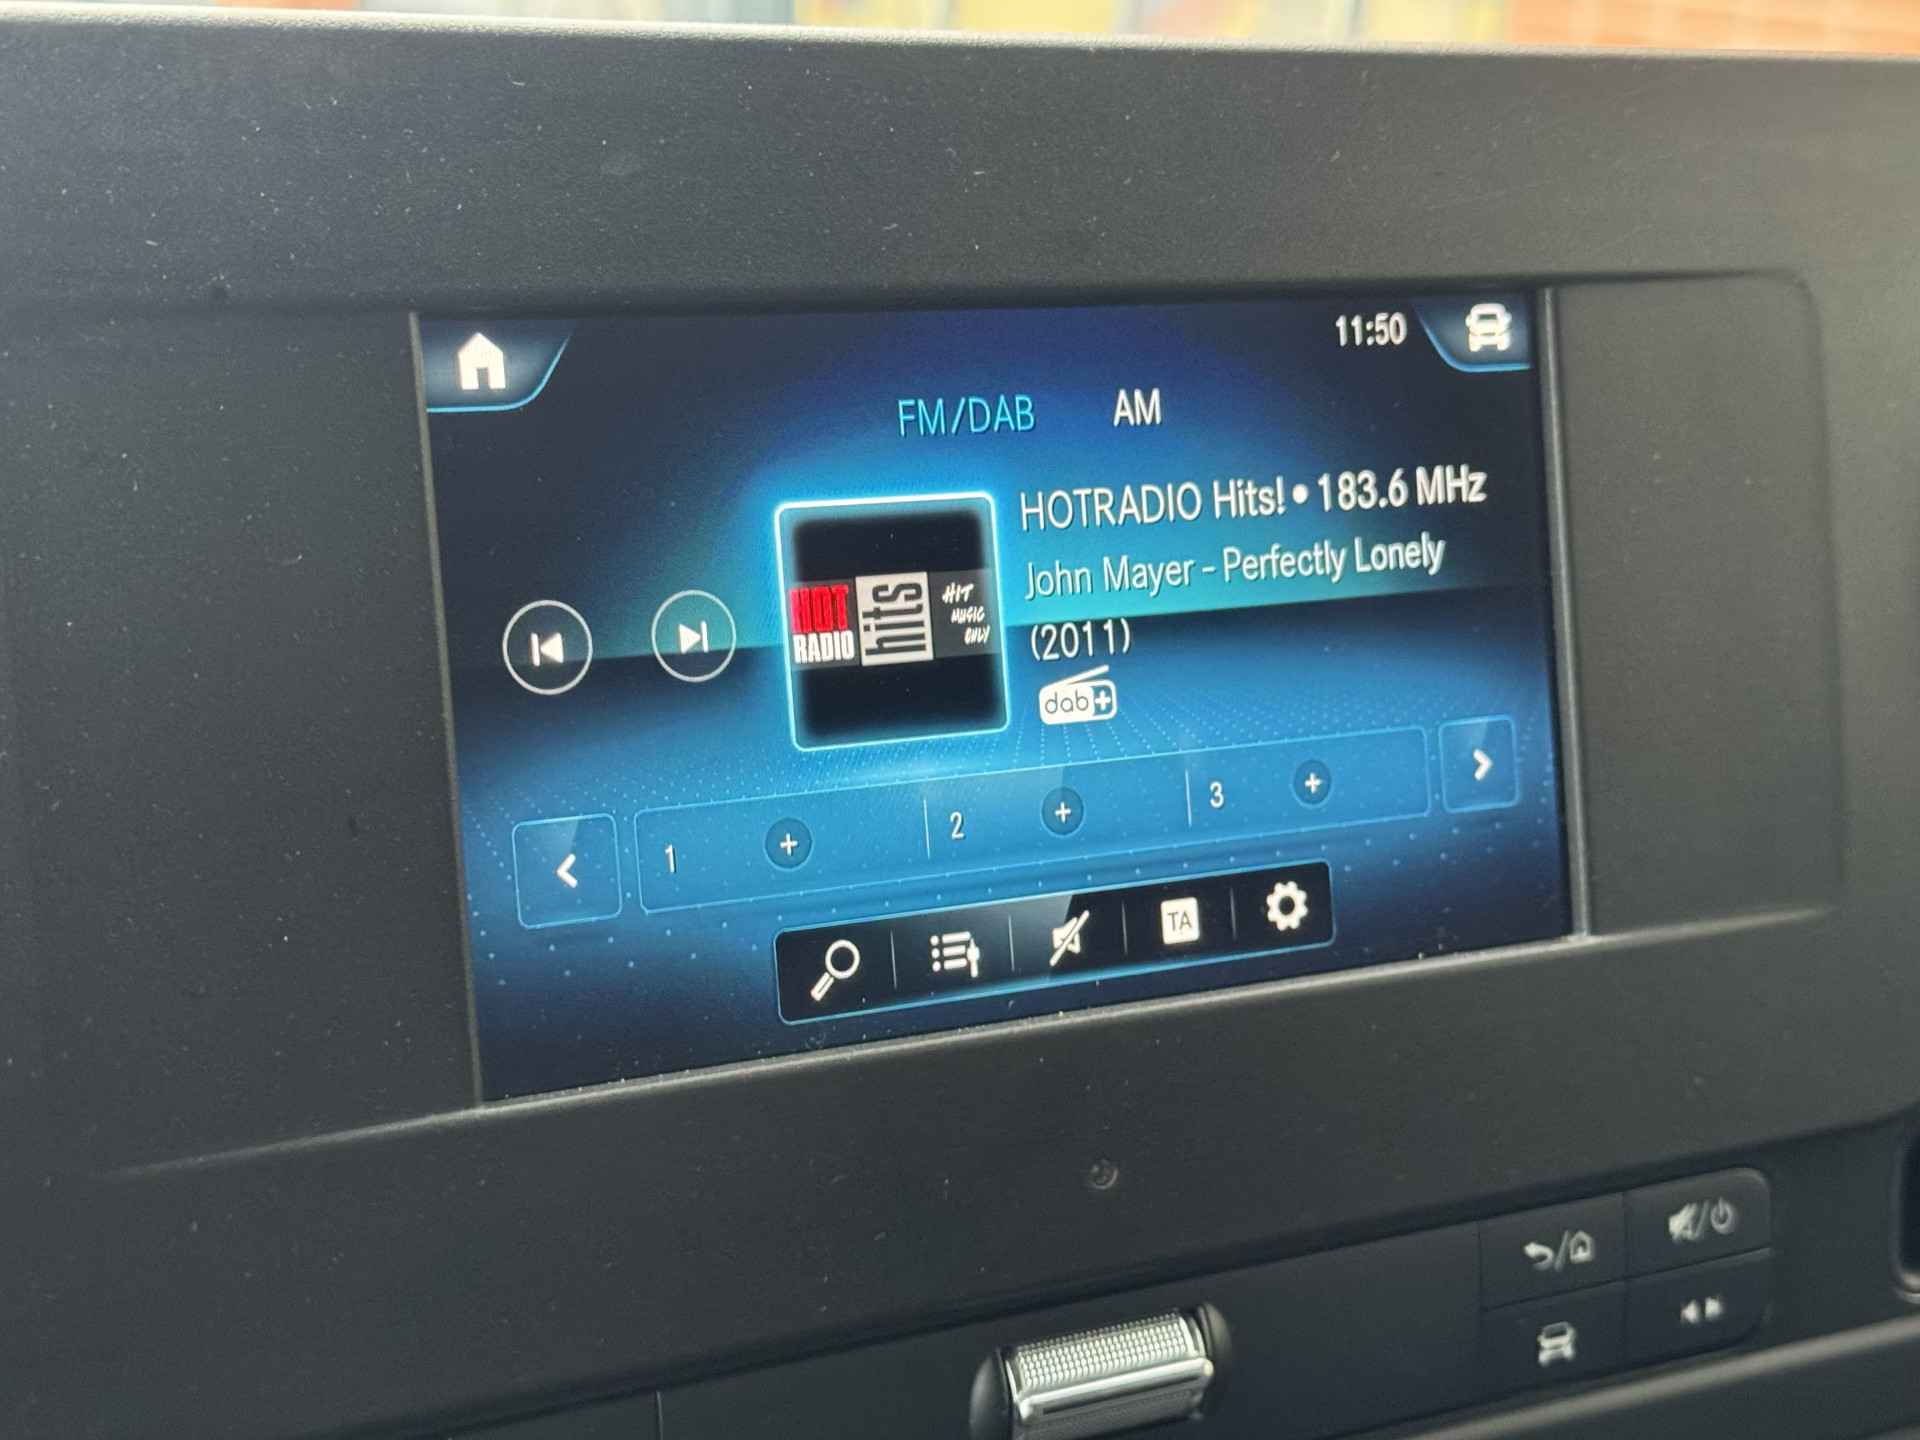 11:50
FM/DAB AM
HOTRADIO Hits! • 183.6 MHz
John Mayer - Perfectly Lonely
(2011)
HOT
RADIO
hits
HIT
MUSIC
ONLY
dab+
1 + 2 + 3 +
TA